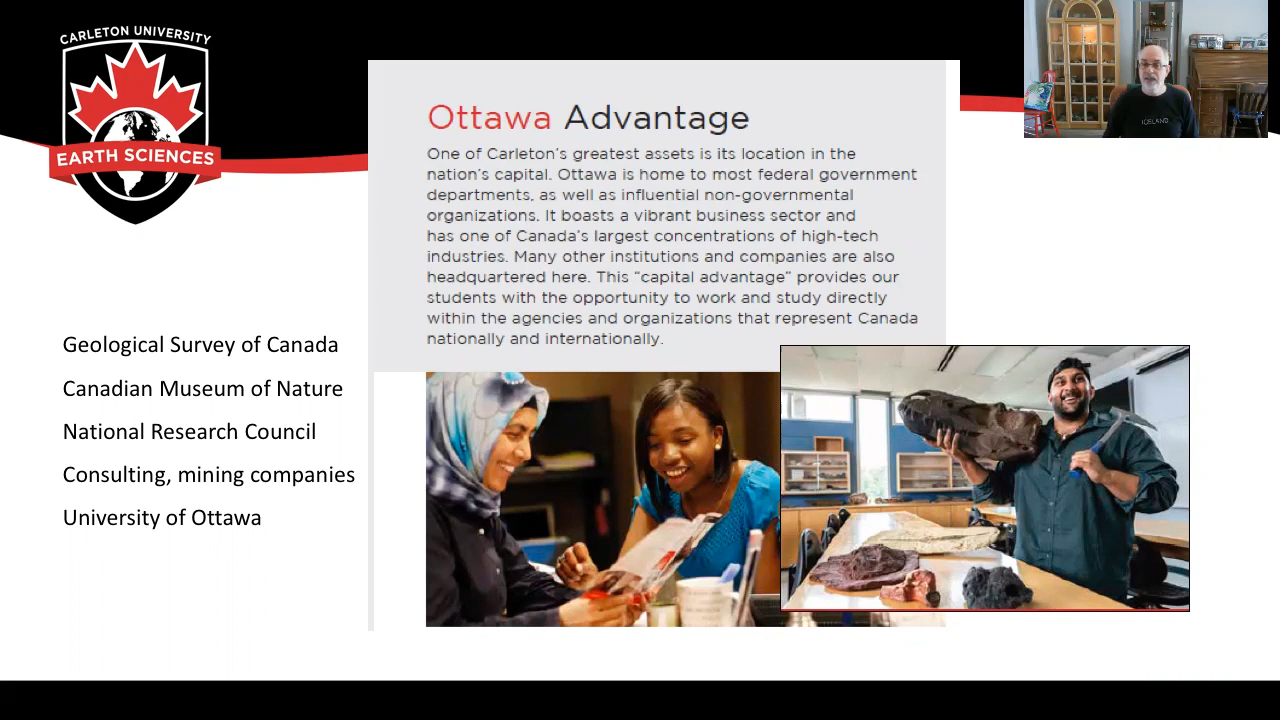 CARLETON UNIVERSITY
EARTH SCIENCES
Ottawa Advantage
One of Carleton's greatest assets is its location in the
nation's capital. Ottawa is home to most federal government
departments, as well as influential non-governmental
organizations. It boasts a vibrant business sector and
has one of Canada's largest concentrations of high-tech
industries. Many other institutions and companies are also
headquartered here. This "capital advantage" provides our
students with the opportunity to work and study directly
within the agencies and organizations that represent Canada
nationally and internationally.
Geological Survey of Canada
Canadian Museum of Nature
National Research Council
Consulting, mining companies
University of Ottawa
ICELAND